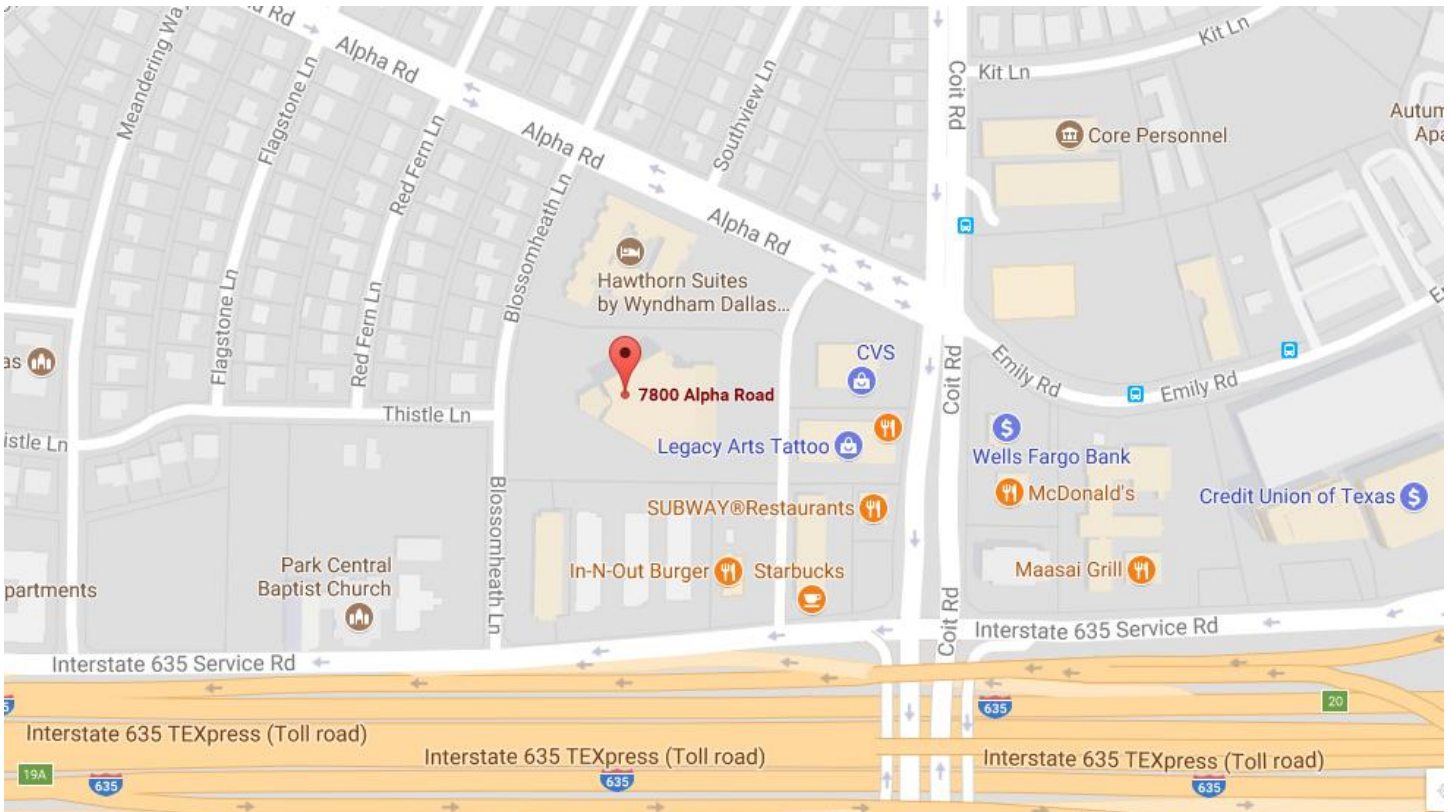 Rd
Alpha Rd
Meandering Way
Flagstone Ln
Red Fern Ln
Alpha Rd
Southview Ln
Coit Rd
Kit Ln
Kit Ln
Core Personnel
Autum
Apa
Blossomheath Ln
Alpha Rd
Hawthorn Suites
by Wyndham Dallas...
Flagstone Ln
Red Fern Ln
as
CVS
Coit Rd
Emily Rd
Emily Rd
7800 Alpha Road
Thistle Ln
istle Ln
Legacy Arts Tattoo
Wells Fargo Bank
McDonald's
Credit Union of Texas
SUBWAY®Restaurants
Blossomheath Ln
Park Central
Baptist Church
In-N-Out Burger
Starbucks
Maasai Grill
partments
Coit Rd
Interstate 635 Service Rd
Interstate 635 Service Rd
635
20
Interstate 635 TEXpress (Toll road)
Interstate 635 TEXpress (Toll road)
Interstate 635 TEXpress (Toll road)
19A
635
635
635